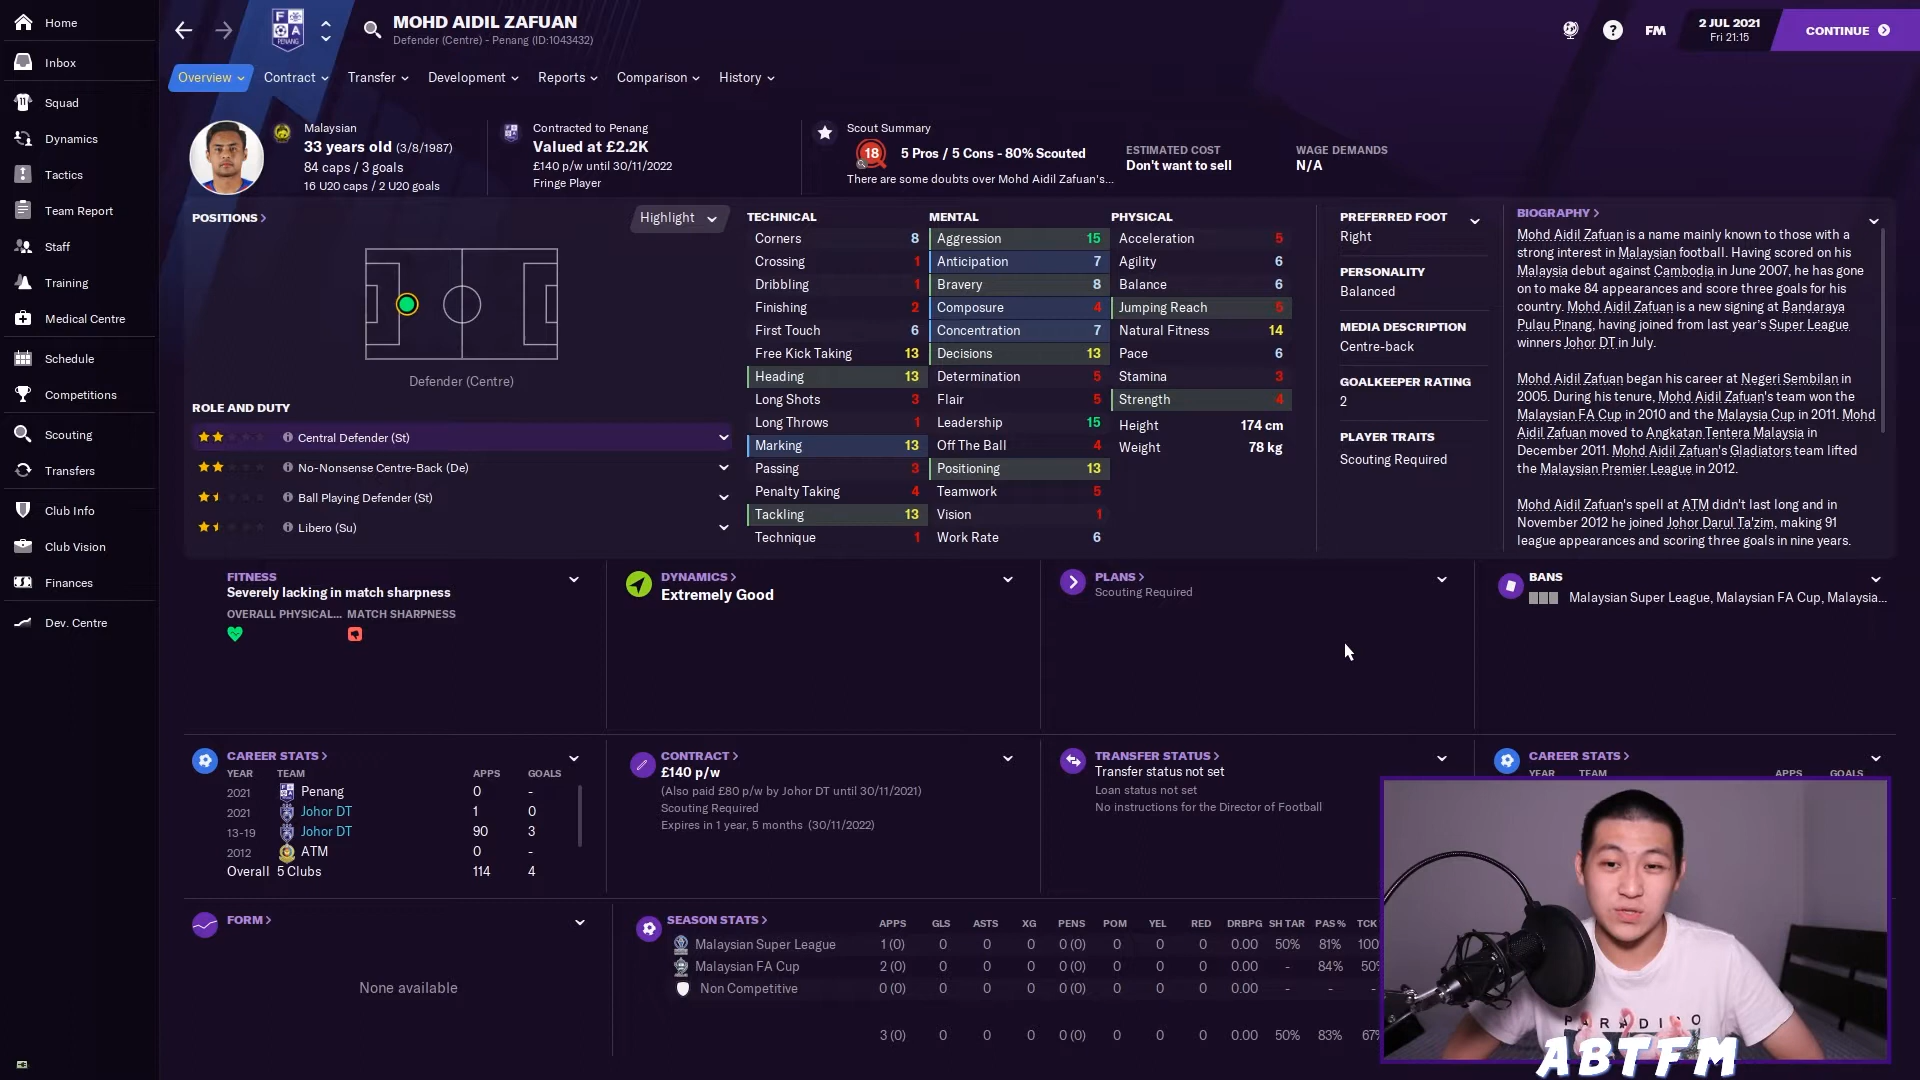 Home
Inbox
Squad
Dynamics
Tactics
Team Report
Staff
Training
Medical Centre
Schedule
Competitions
Scouting
Transfers
Club Info
Club Vision
Finances
Dev. Centre
MOHD AIDIL ZAFUAN
Defender (Centre) - Penang (ID:1043432)
FM
2 JUL 2021
Fri 21:15
CONTINUE
Overview
Contract
Transfer
Development
Reports
Comparison
History
Malaysian
33 years old (3/8/1987)
84 caps / 3 goals
16 U20 caps / 2 U20 goals
Contracted to Penang
Valued at £2.2K
£140 p/w until 30/11/2022
Fringe Player
Scout Summary
18 5 Pros / 5 Cons - 80% Scouted
There are some doubts over Mohd Aidil Zafuan's...
ESTIMATED COST
Don't want to sell
WAGE DEMANDS
N/A
POSITIONS >
Highlight
Defender (Centre)
ROLE AND DUTY
Central Defender (St)
No-Nonsense Centre-Back (De)
Ball Playing Defender (St)
Libero (Su)
TECHNICAL
Corners 8
Crossing 1
Dribbling 1
Finishing 2
First Touch 6
Free Kick Taking 13
Heading 13
Long Shots 3
Long Throws 1
Marking 13
Passing 3
Penalty Taking 4
Tackling 13
Technique 1
MENTAL
Aggression 15
Anticipation 7
Bravery 8
Composure 4
Concentration 7
Decisions 13
Determination 5
Flair 5
Leadership 15
Off The Ball 4
Positioning 13
Teamwork 5
Vision 1
Work Rate 6
PHYSICAL
Acceleration 5
Agility 6
Balance 6
Jumping Reach 5
Natural Fitness 14
Pace 6
Stamina 3
Strength 4
Height 174 cm
Weight 78 kg
PREFERRED FOOT
Right
PERSONALITY
Balanced
MEDIA DESCRIPTION
Centre-back
GOALKEEPER RATING
2
PLAYER TRAITS
Scouting Required
BIOGRAPHY >
Mohd Aidil Zafuan is a name mainly known to those with a
strong interest in Malaysian football. Having scored on his
Malaysia debut against Cambodia in June 2007, he has gone
on to make 84 appearances and score three goals for his
country. Mohd Aidil Zafuan is a new signing at Bandaraya
Pulau Pinang, having joined from last year's Super League
winners Johor DT in July.
Mohd Aidil Zafuan began his career at Negeri Sembilan in
2005. During his tenure, Mohd Aidil Zafuan's team won the
Malaysian FA Cup in 2010 and the Malaysia Cup in 2011. Mohd
Aidil Zafuan moved to Angkatan Tentera Malaysia in
December 2011. Mohd Aidil Zafuan's Gladiators team lifted
the Malaysian Premier League in 2012.
Mohd Aidil Zafuan's spell at ATM didn't last long and in
November 2012 he joined Johor Darul Ta'zim, making 91
league appearances and scoring three goals in nine years.
FITNESS
Severely lacking in match sharpness
OVERALL PHYSICAL... MATCH SHARPNESS
DYNAMICS >
Extremely Good
PLANS >
Scouting Required
BANS
Malaysian Super League, Malaysian FA Cup, Malaysia...
CAREER STATS >
YEAR TEAM APPS GOALS
2021 Penang 0 -
2021 Johor DT 1 0
13-19 Johor DT 90 3
2012 ATM 0 -
Overall 5 Clubs 114 4
CONTRACT >
£140 p/w
(Also paid £80 p/w by Johor DT until 30/11/2021)
Scouting Required
Expires in 1 year, 5 months (30/11/2022)
TRANSFER STATUS >
Transfer status not set
Loan status not set
No instructions for the Director of Football
CAREER STATS >
YEAR TEAM APPS GOALS
FORM >
None available
SEASON STATS > APPS GLS ASTS XG PENS POM YEL RED DRBPG SH TAR PAS % TCK
Malaysian Super League 1 (0) 0 0 0 0 (0) 0 0 0 0.00 50% 81% 100
Malaysian FA Cup 2 (0) 0 0 0 0 (0) 0 0 0 0.00 - 84% 50%
Non Competitive 0 (0) 0 0 0 0 (0) 0 0 0 0.00 - - -
3 (0) 0 0 0 0 (0) 0 0 0 0.00 50% 83% 67%
PARADISO
ABTFM